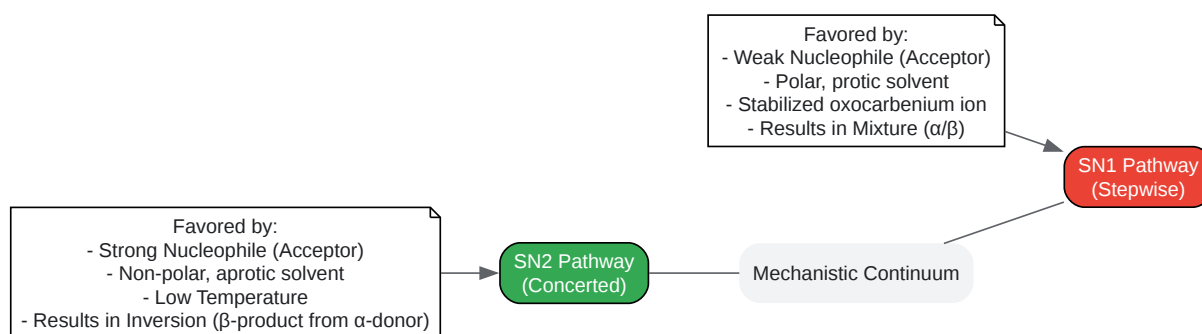 Favored by:
- Weak Nucleophile (Acceptor)
- Polar, protic solvent
- Stabilized oxocarbenium ion
- Results in Mixture (α/β)
SN1 Pathway
(Stepwise)
Favored by:
- Strong Nucleophile (Acceptor)
- Non-polar, aprotic solvent
- Low Temperature
- Results in Inversion (β-product from α-donor)
SN2 Pathway
(Concerted)
Mechanistic Continuum